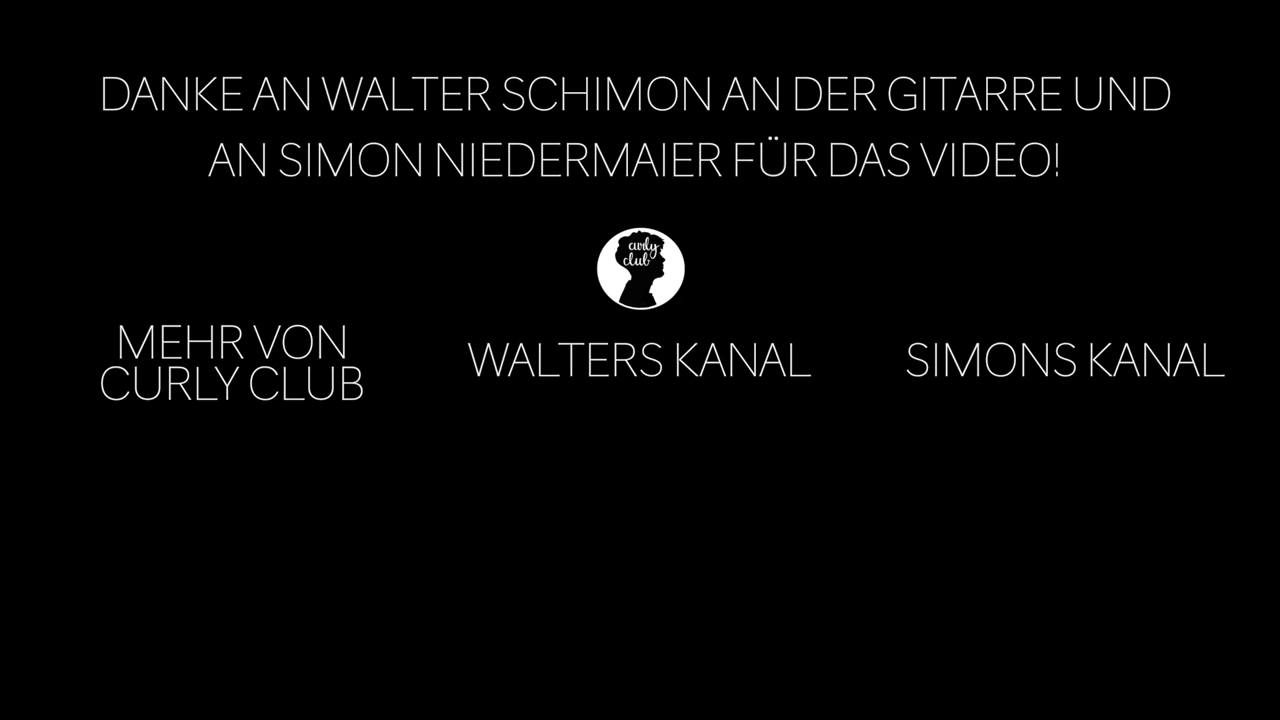 DANKE AN WALTER SCHIMON AN DER GITARRE UND
AN SIMON NIEDERMAIER FÜR DAS VIDEO!
curly
club
MEHR VON
CURLY CLUB
WALTERS KANAL
SIMONS KANAL